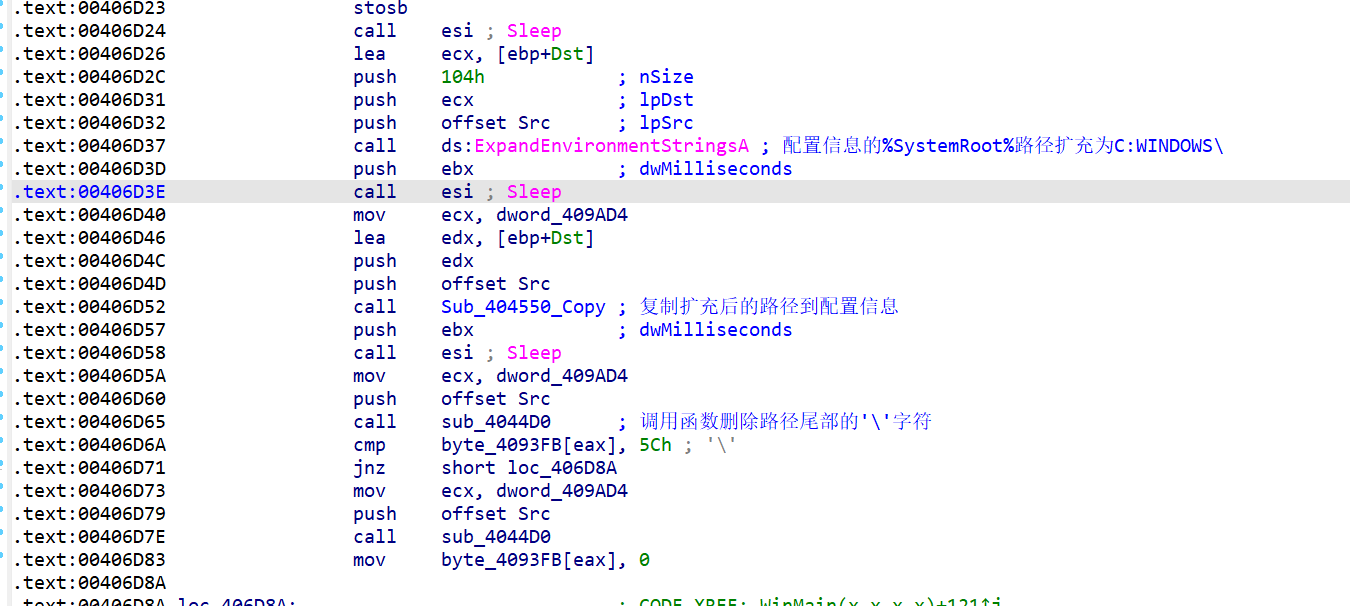 .text:00406D23 stosb
.text:00406D24 call esi ; Sleep
.text:00406D26 lea ecx, [ebp+Dst]
.text:00406D2C push 104h ; nSize
.text:00406D31 push ecx ; lpDst
.text:00406D32 push offset Src ; lpSrc
.text:00406D37 call ds:ExpandEnvironmentStringsA ; 配置信息的%SystemRoot%路径扩充为C:WINDOWS\
.text:00406D3D push ebx ; dwMilliseconds
.text:00406D3E call esi ; Sleep
.text:00406D40 mov ecx, dword_409AD4
.text:00406D46 lea edx, [ebp+Dst]
.text:00406D4C push edx
.text:00406D4D push offset Src
.text:00406D52 call Sub_404550_Copy ; 复制扩充后的路径到配置信息
.text:00406D57 push ebx ; dwMilliseconds
.text:00406D58 call esi ; Sleep
.text:00406D5A mov ecx, dword_409AD4
.text:00406D60 push offset Src
.text:00406D65 call sub_4044D0 ; 调用函数删除路径尾部的'\'字符
.text:00406D6A cmp byte_4093FB[eax], 5Ch ; '\'
.text:00406D71 jnz short loc_406D8A
.text:00406D73 mov ecx, dword_409AD4
.text:00406D79 push offset Src
.text:00406D7E call sub_4044D0
.text:00406D83 mov byte_4093FB[eax], 0
.text:00406D8A
.text:00406D8A loc_406D8A: ; CODE XREF: WinMain(x,x,x,x)+121↑j